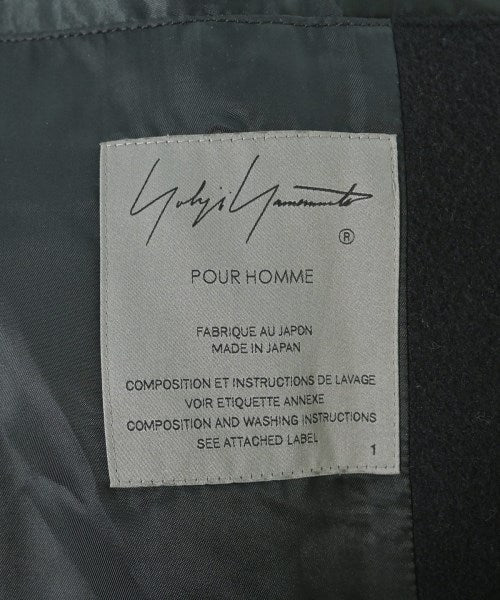 Yohji Yamamoto
®
POUR HOMME
FABRIQUE AU JAPON
MADE IN JAPAN
COMPOSITION ET INSTRUCTIONS DE LAVAGE
VOIR ETIQUETTE ANNEXE
COMPOSITION AND WASHING INSTRUCTIONS
SEE ATTACHED LABEL
1